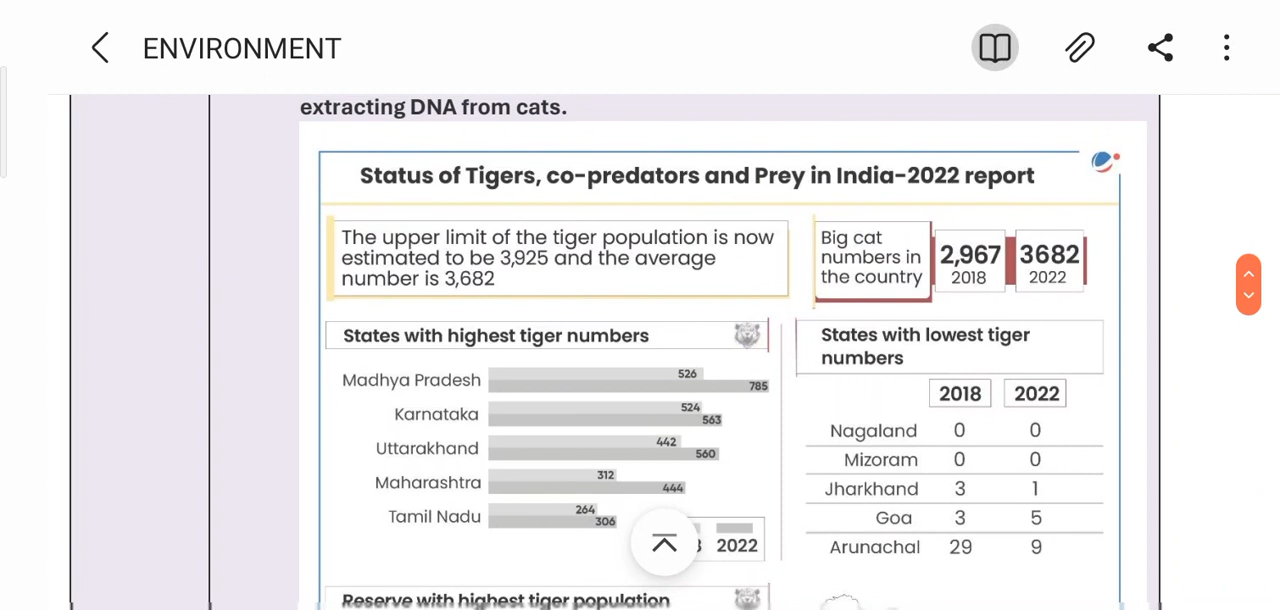 ENVIRONMENT
extracting DNA from cats.
Status of Tigers, co-predators and Prey in India-2022 report
The upper limit of the tiger population is now
estimated to be 3,925 and the average
number is 3,682
Big cat
numbers in
the country
2,967
2018
3682
2022
States with highest tiger numbers
Madhya Pradesh 526 785
Karnataka 524 563
Uttarakhand 442 560
Maharashtra 312 444
Tamil Nadu 264 306
2022
States with lowest tiger
numbers
2018 2022
Nagaland 0 0
Mizoram 0 0
Jharkhand 3 1
Goa 3 5
Arunachal 29 9
Reserve with highest tiger population